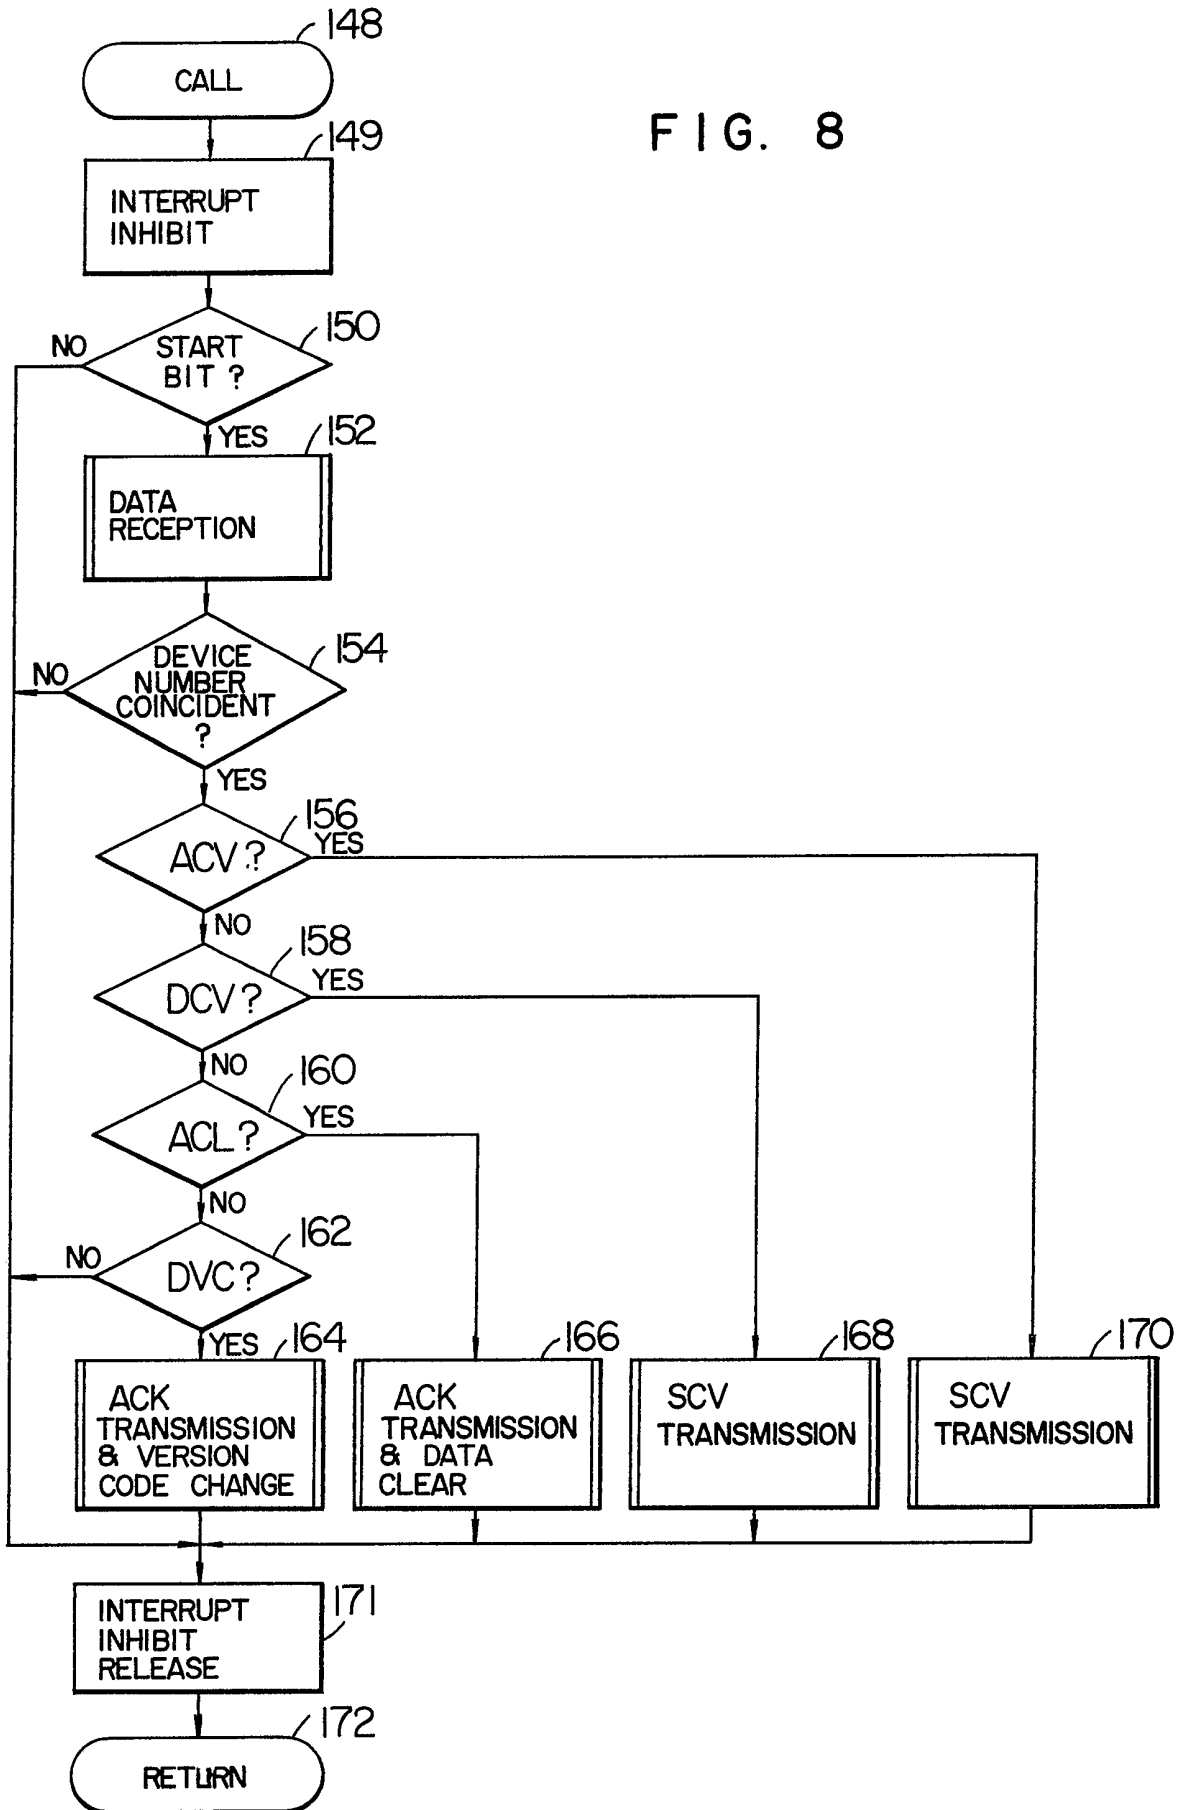 148
CALL
FIG. 8
149
INTERRUPT
INHIBIT
150
NO
START
BIT ?
YES
152
DATA
RECEPTION
154
NO
DEVICE
NUMBER
COINCIDENT
?
YES
156
ACV?
YES
NO
158
DCV?
YES
NO
160
ACL?
YES
NO
162
NO
DVC?
YES
164
ACK
TRANSMISSION
& VERSION
CODE CHANGE
166
ACK
TRANSMISSION
& DATA
CLEAR
168
SCV
TRANSMISSION
170
SCV
TRANSMISSION
171
INTERRUPT
INHIBIT
RELEASE
172
RETURN